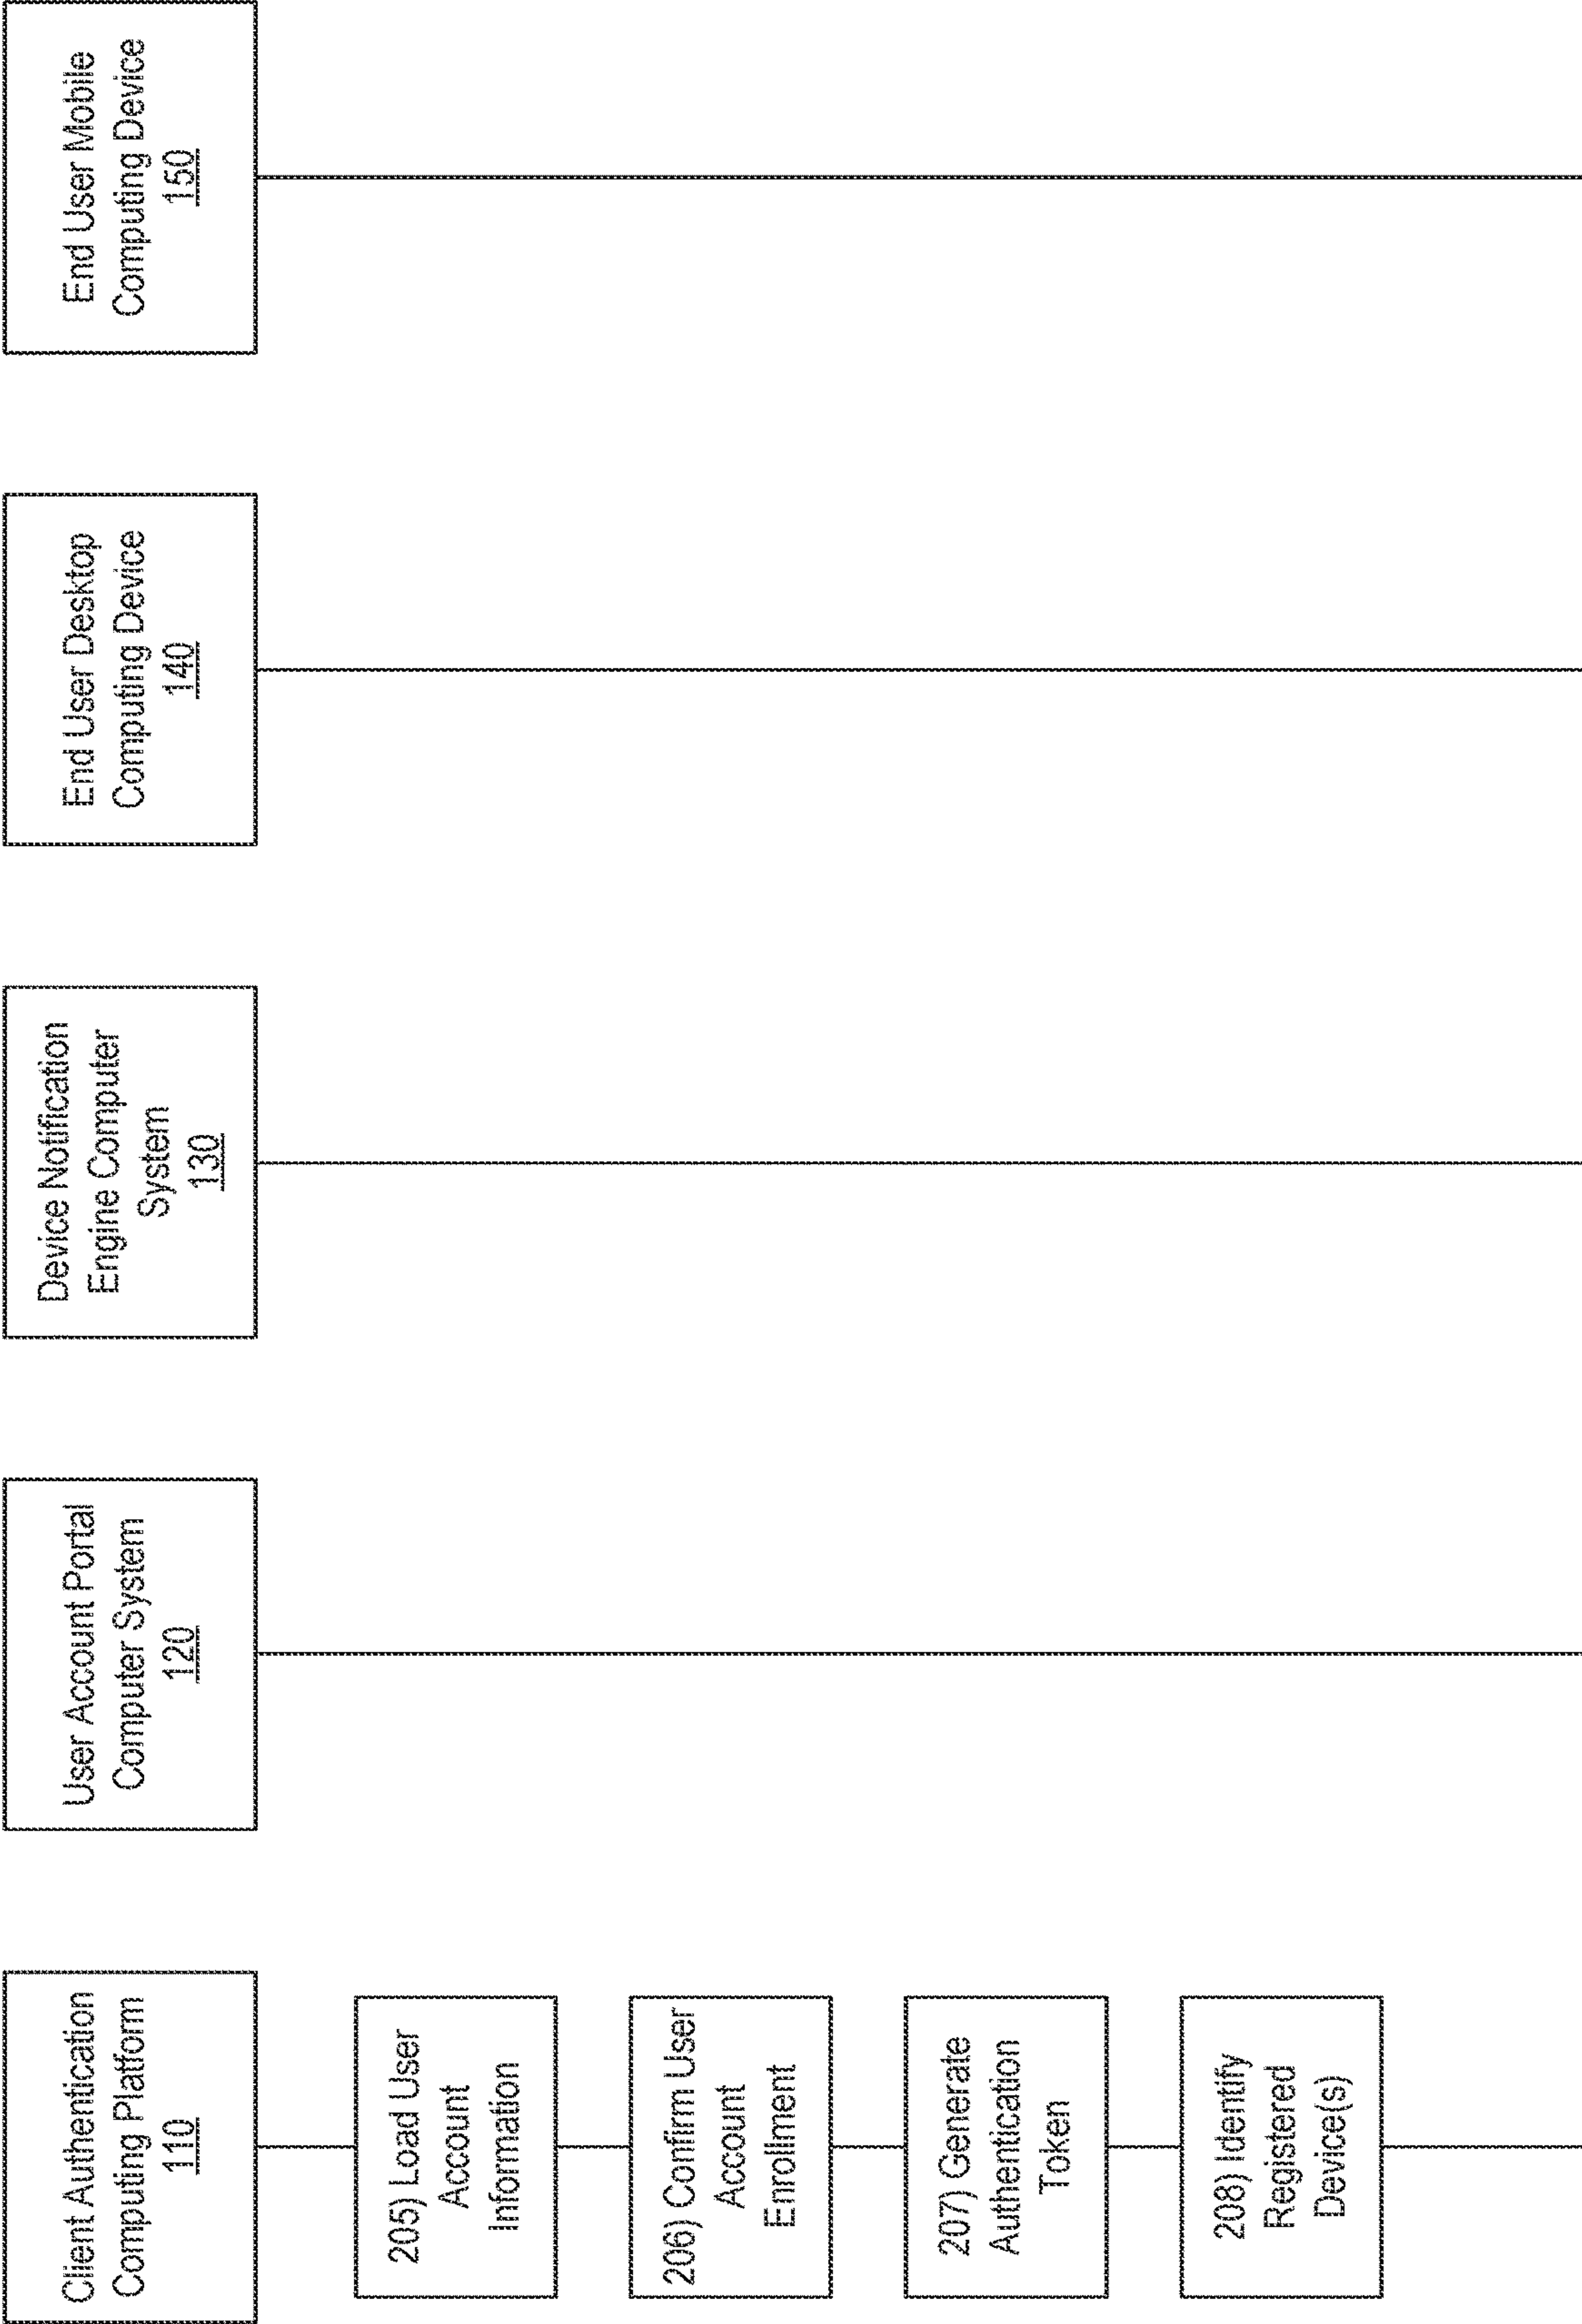 Client Authentication
Computing Platform
110
User Account Portal
Computer System
120
Device Notification
Engine Computer
System
130
End User Desktop
Computing Device
140
End User Mobile
Computing Device
150
205) Load User
Account
Information
206) Confirm User
Account
Enrollment
207) Generate
Authentication
Token
208) Identify
Registered
Device(s)